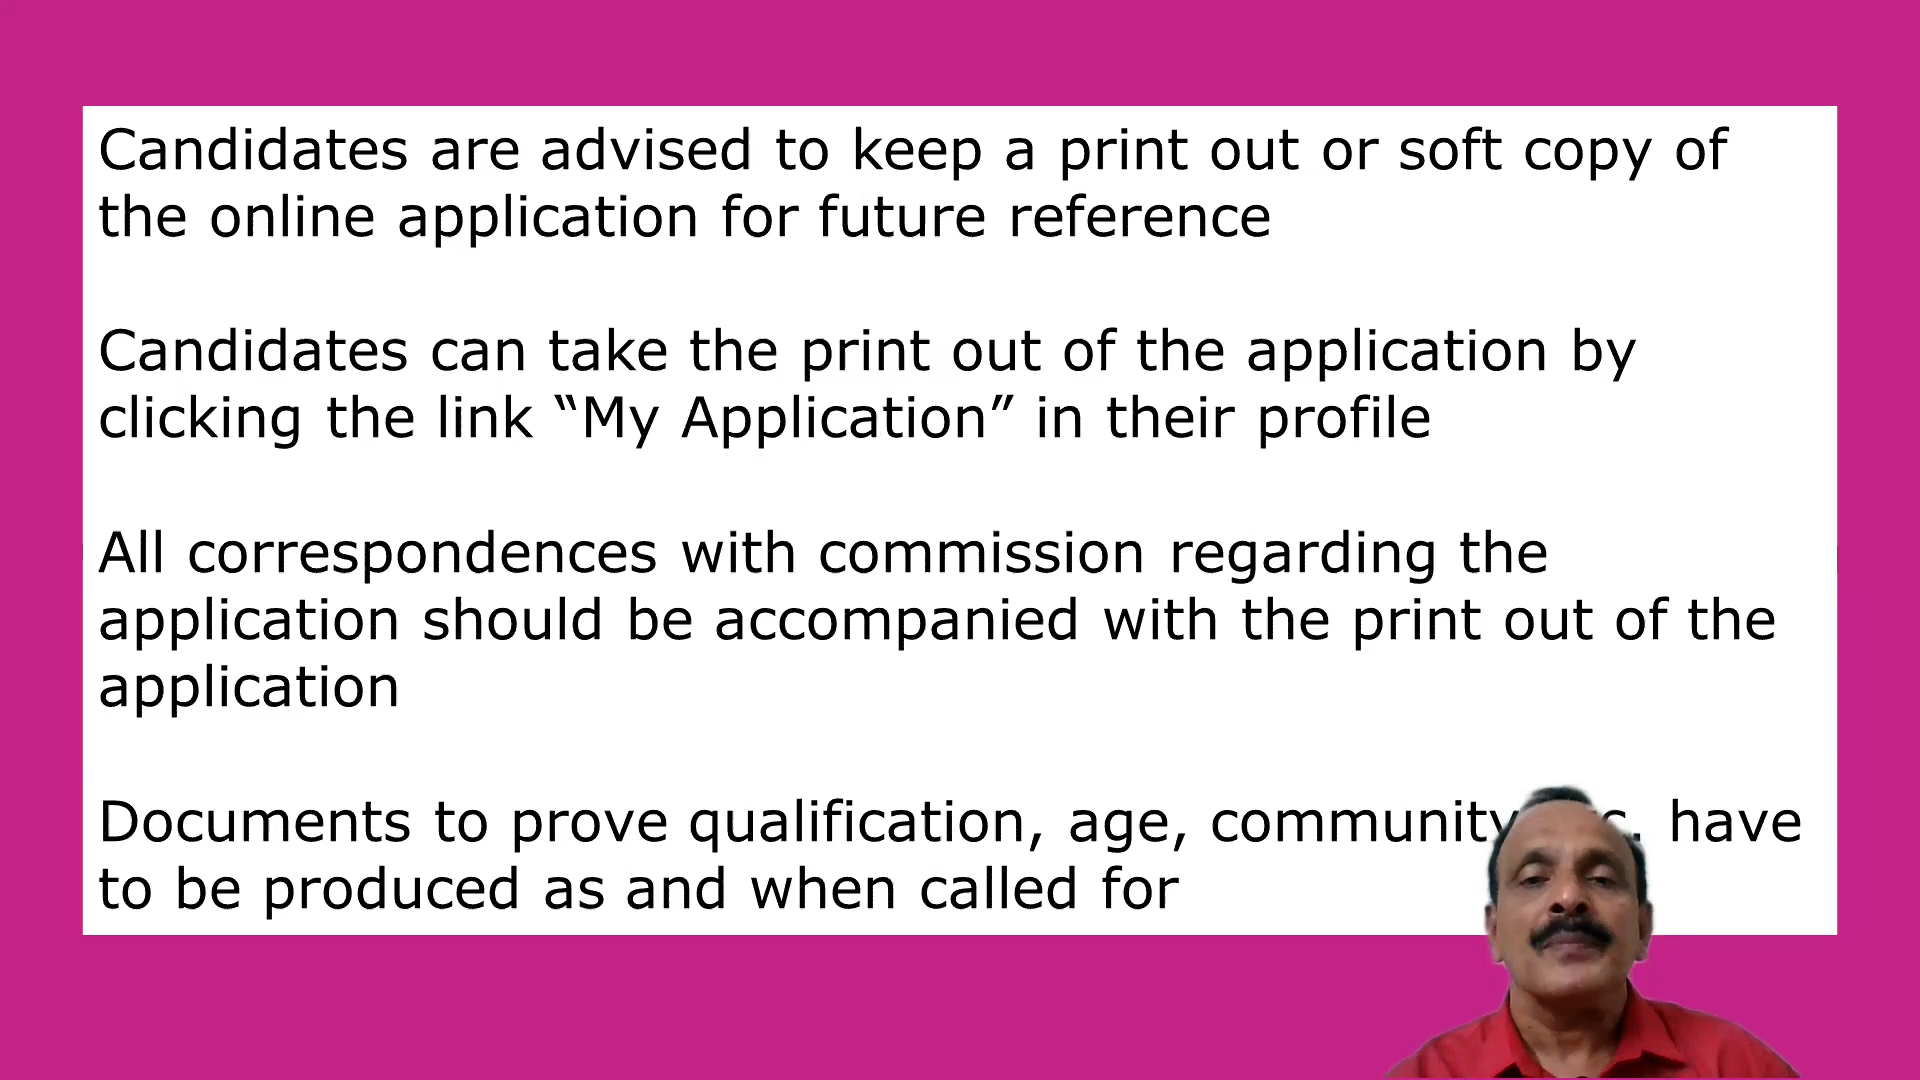 Candidates are advised to keep a print out or soft copy of
the online application for future reference
Candidates can take the print out of the application by
clicking the link “My Application” in their profile
All correspondences with commission regarding the
application should be accompanied with the print out of the
application
Documents to prove qualification, age, community have
to be produced as and when called for